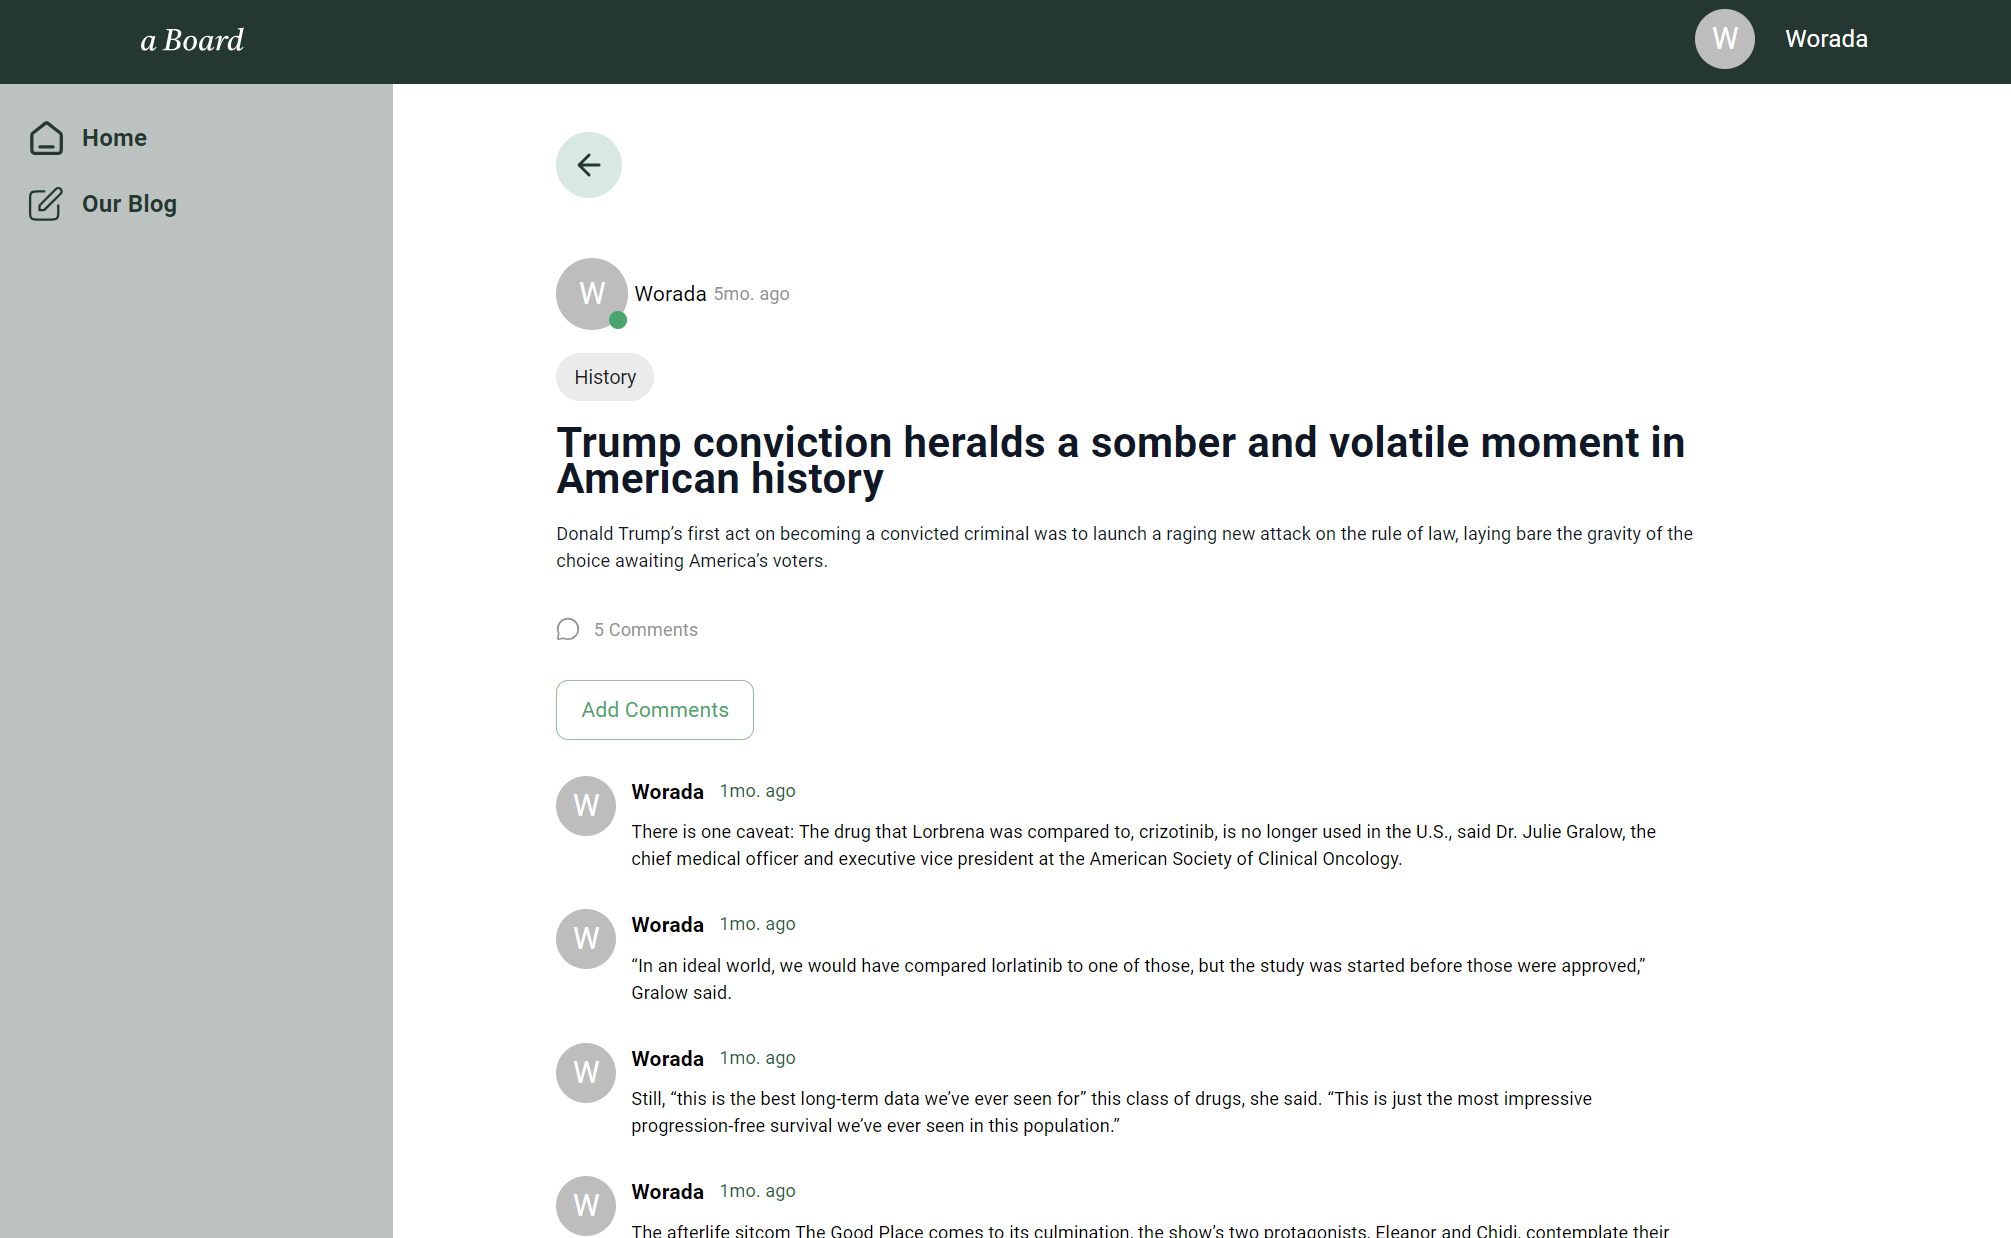 a Board
W
Worada
Home
Our Blog
W
Worada 5mo. ago
History
Trump conviction heralds a somber and volatile moment in
American history
Donald Trump’s first act on becoming a convicted criminal was to launch a raging new attack on the rule of law, laying bare the gravity of the
choice awaiting America’s voters.
5 Comments
Add Comments
W
Worada 1mo. ago
There is one caveat: The drug that Lorbrena was compared to, crizotinib, is no longer used in the U.S., said Dr. Julie Gralow, the
chief medical officer and executive vice president at the American Society of Clinical Oncology.
W
Worada 1mo. ago
“In an ideal world, we would have compared lorlatinib to one of those, but the study was started before those were approved,”
Gralow said.
W
Worada 1mo. ago
Still, “this is the best long-term data we’ve ever seen for” this class of drugs, she said. “This is just the most impressive
progression-free survival we’ve ever seen in this population.”
W
Worada 1mo. ago
The afterlife sitcom The Good Place comes to its culmination, the show’s two protagonists, Eleanor and Chidi, contemplate their